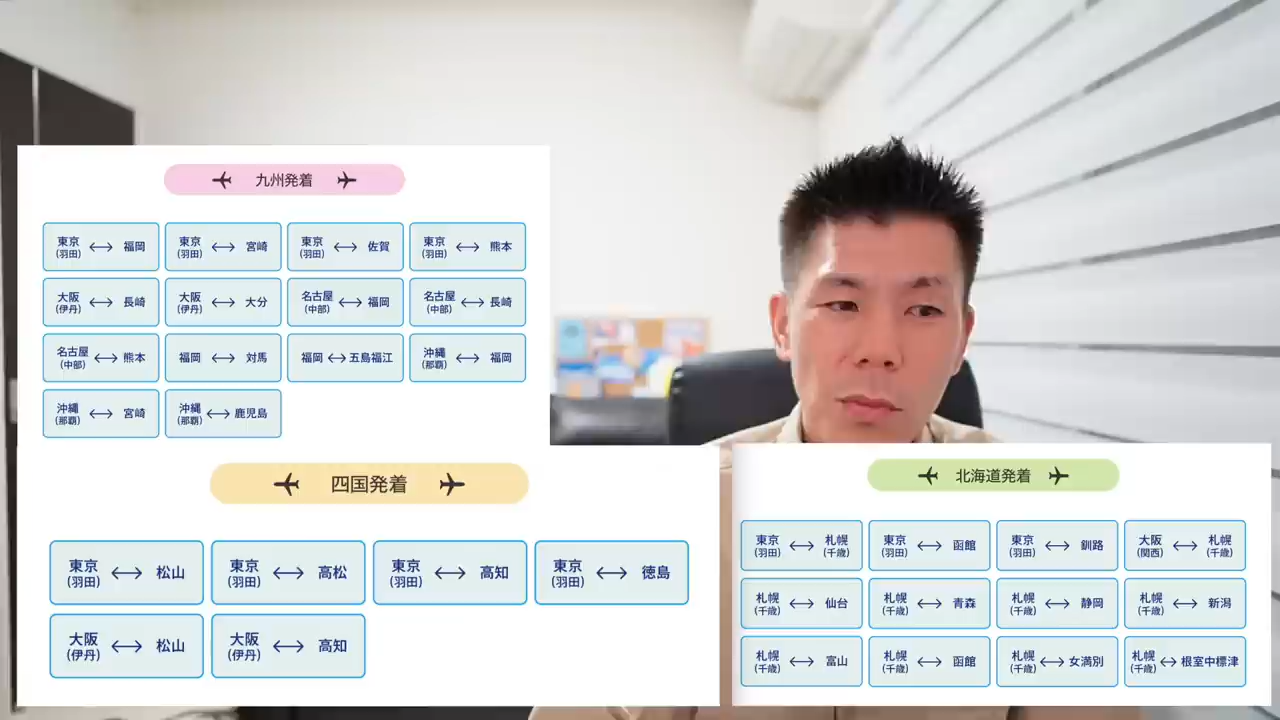 九州発着
東京(羽田) ⟷ 福岡
東京(羽田) ⟷ 宮崎
東京(羽田) ⟷ 佐賀
東京(羽田) ⟷ 熊本
大阪(伊丹) ⟷ 長崎
大阪(伊丹) ⟷ 大分
名古屋(中部) ⟷ 福岡
名古屋(中部) ⟷ 長崎
名古屋(中部) ⟷ 熊本
福岡 ⟷ 対馬
福岡 ⟷ 五島福江
沖縄(那覇) ⟷ 福岡
沖縄(那覇) ⟷ 宮崎
沖縄(那覇) ⟷ 鹿児島
四国発着
東京(羽田) ⟷ 松山
東京(羽田) ⟷ 高松
東京(羽田) ⟷ 高知
東京(羽田) ⟷ 徳島
大阪(伊丹) ⟷ 松山
大阪(伊丹) ⟷ 高知
北海道発着
東京(羽田) ⟷ 札幌(千歳)
東京(羽田) ⟷ 函館
東京(羽田) ⟷ 釧路
大阪(関西) ⟷ 札幌(千歳)
札幌(千歳) ⟷ 仙台
札幌(千歳) ⟷ 青森
札幌(千歳) ⟷ 静岡
札幌(千歳) ⟷ 新潟
札幌(千歳) ⟷ 富山
札幌(千歳) ⟷ 函館
札幌(千歳) ⟷ 女満別
札幌(千歳) ⟷ 根室中標津